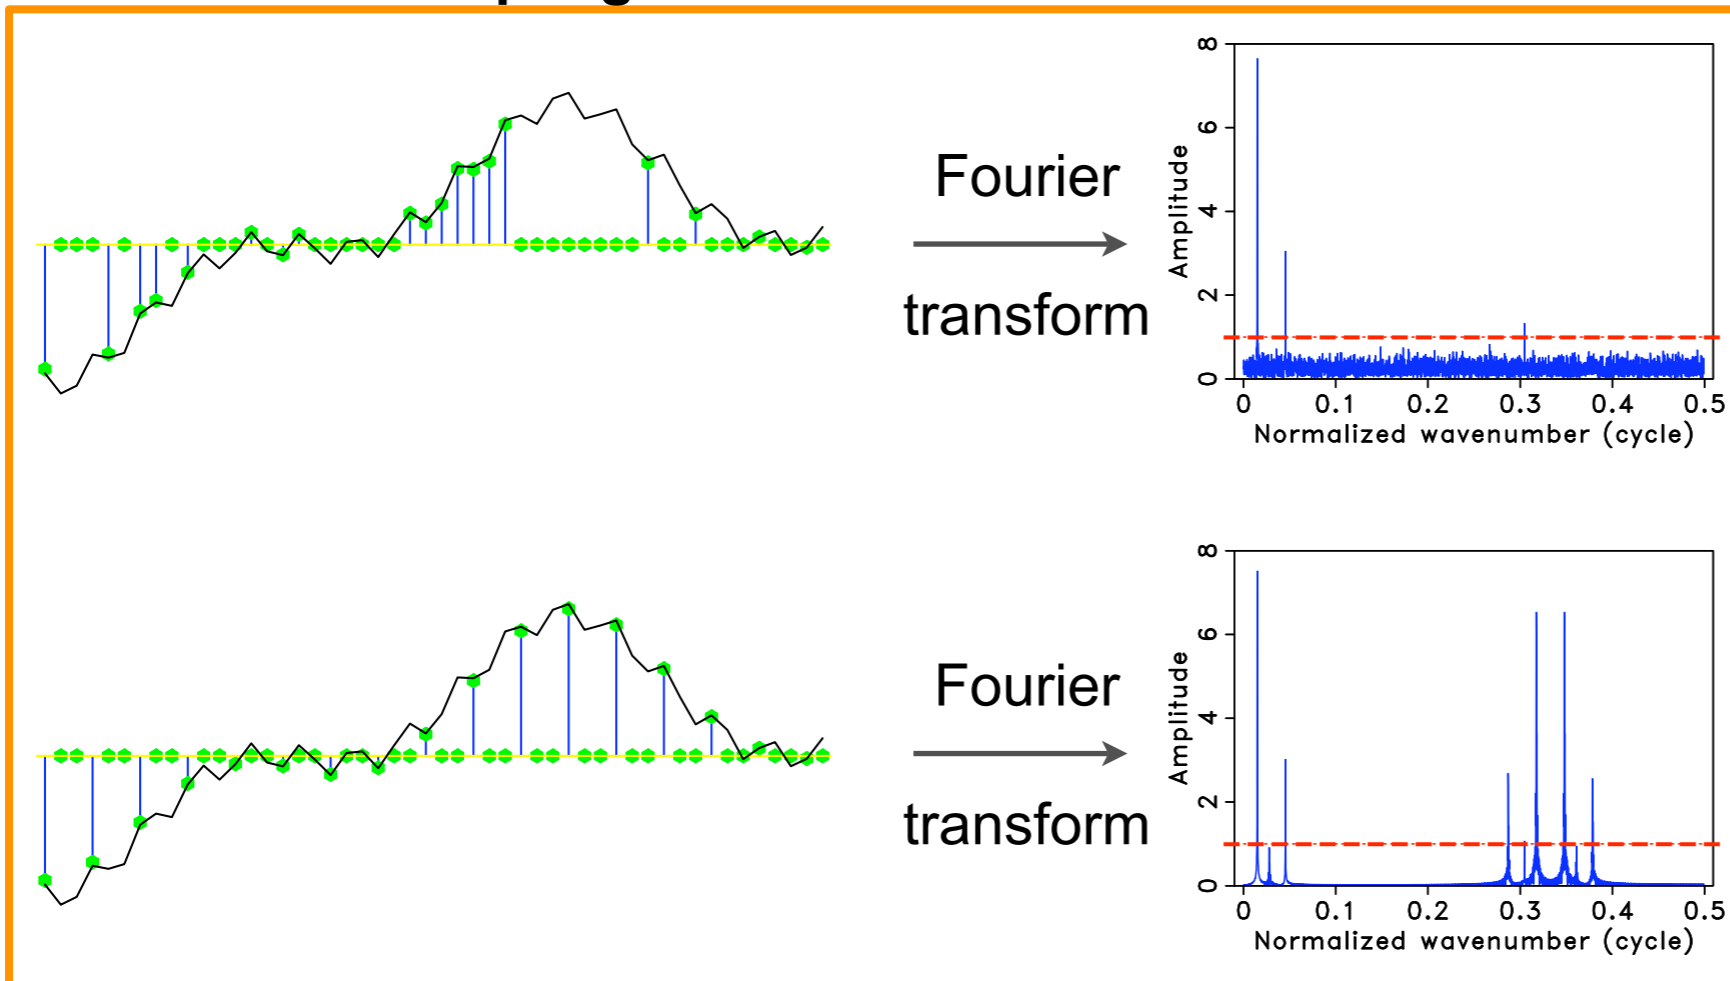 Fourier
transform
8
6
4
2
0
Amplitude
0 0.1 0.2 0.3 0.4 0.5
Normalized wavenumber (cycle)
Fourier
transform
8
6
4
2
0
Amplitude
0 0.1 0.2 0.3 0.4 0.5
Normalized wavenumber (cycle)